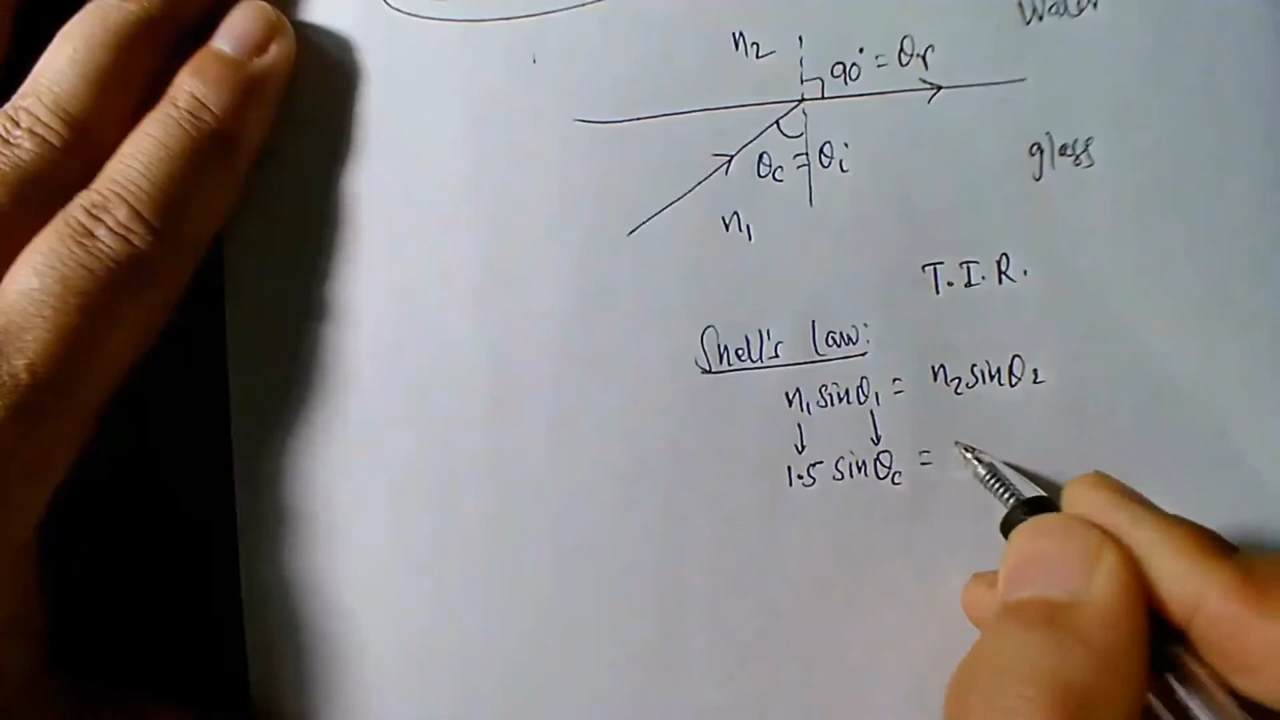 Water
n₂
90° = θr
θc = θi
glass
n₁
T.I.R.
Snell's law:
n₁ sinθ₁ = n₂ sinθ₂
↓ ↓
1.5 sinθc =